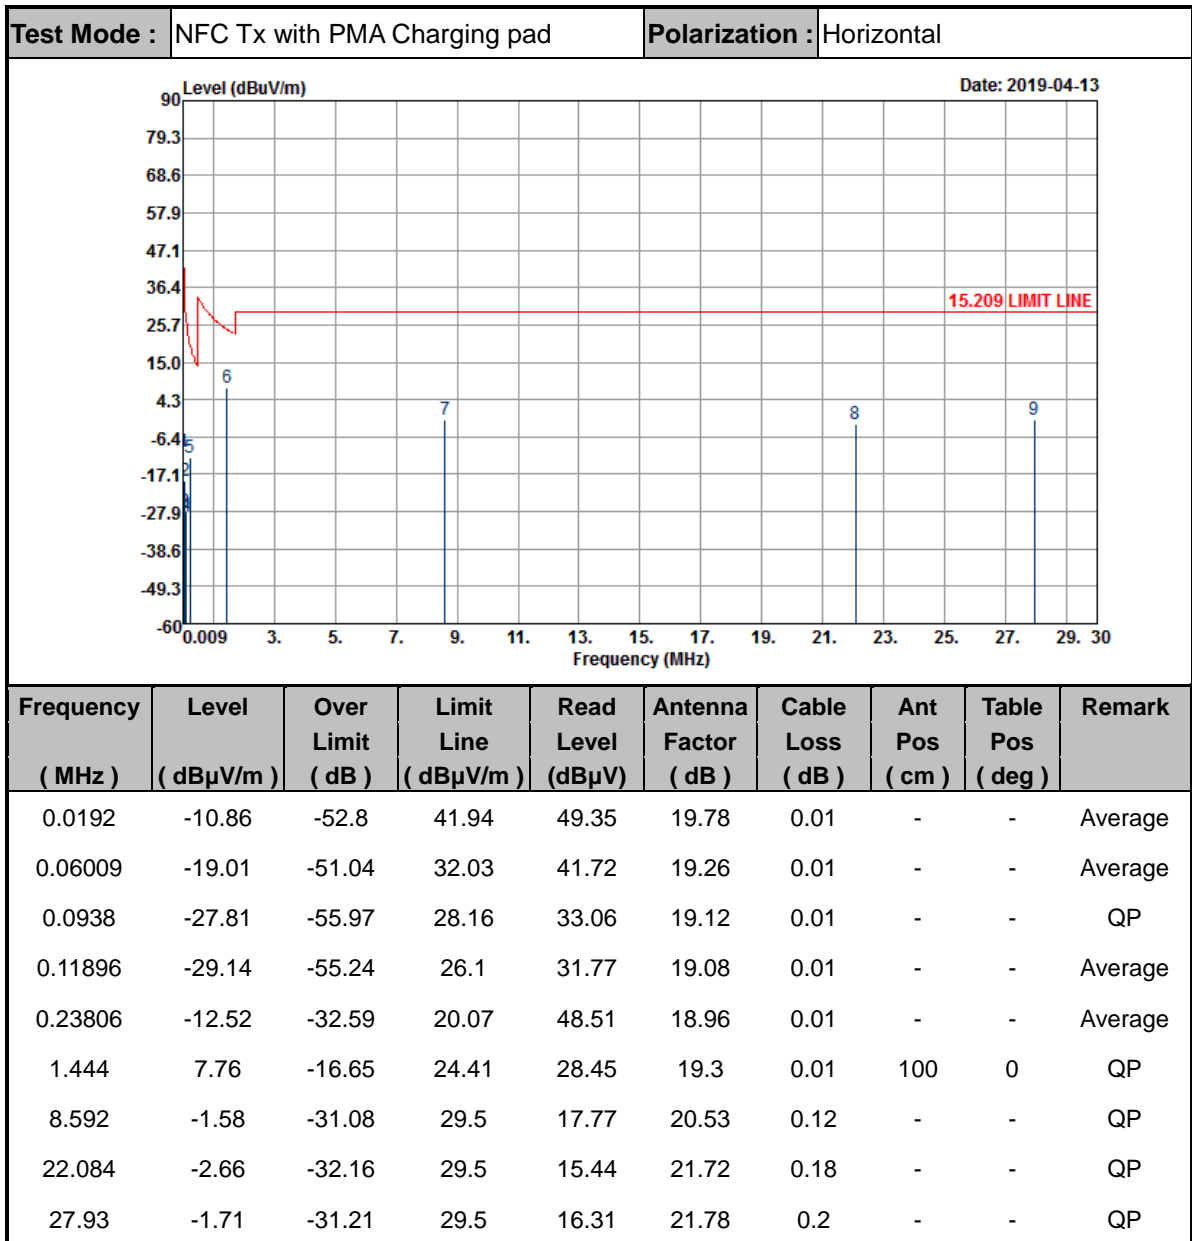 Test Mode : NFC Tx with PMA Charging pad Polarization : Horizontal
Level (dBuV/m) Date: 2019-04-13
90
79.3
68.6
57.9
47.1
36.4
15.209 LIMIT LINE
25.7
15.0
6
4.3
7 8 9
-6.4
5
-17.1
2
-27.9
-38.6
-49.3
-60
0.009 3. 5. 7. 9. 11. 13. 15. 17. 19. 21. 23. 25. 27. 29. 30
Frequency (MHz)
Frequency Level Over Limit Read Antenna Cable Ant Table Remark
Limit Line Level Factor Loss Pos Pos
( MHz ) ( dBµV/m ) ( dB ) ( dBµV/m ) (dBµV) ( dB ) ( dB ) ( cm ) ( deg )
0.0192 -10.86 -52.8 41.94 49.35 19.78 0.01 - - Average
0.06009 -19.01 -51.04 32.03 41.72 19.26 0.01 - - Average
0.0938 -27.81 -55.97 28.16 33.06 19.12 0.01 - - QP
0.11896 -29.14 -55.24 26.1 31.77 19.08 0.01 - - Average
0.23806 -12.52 -32.59 20.07 48.51 18.96 0.01 - - Average
1.444 7.76 -16.65 24.41 28.45 19.3 0.01 100 0 QP
8.592 -1.58 -31.08 29.5 17.77 20.53 0.12 - - QP
22.084 -2.66 -32.16 29.5 15.44 21.72 0.18 - - QP
27.93 -1.71 -31.21 29.5 16.31 21.78 0.2 - - QP